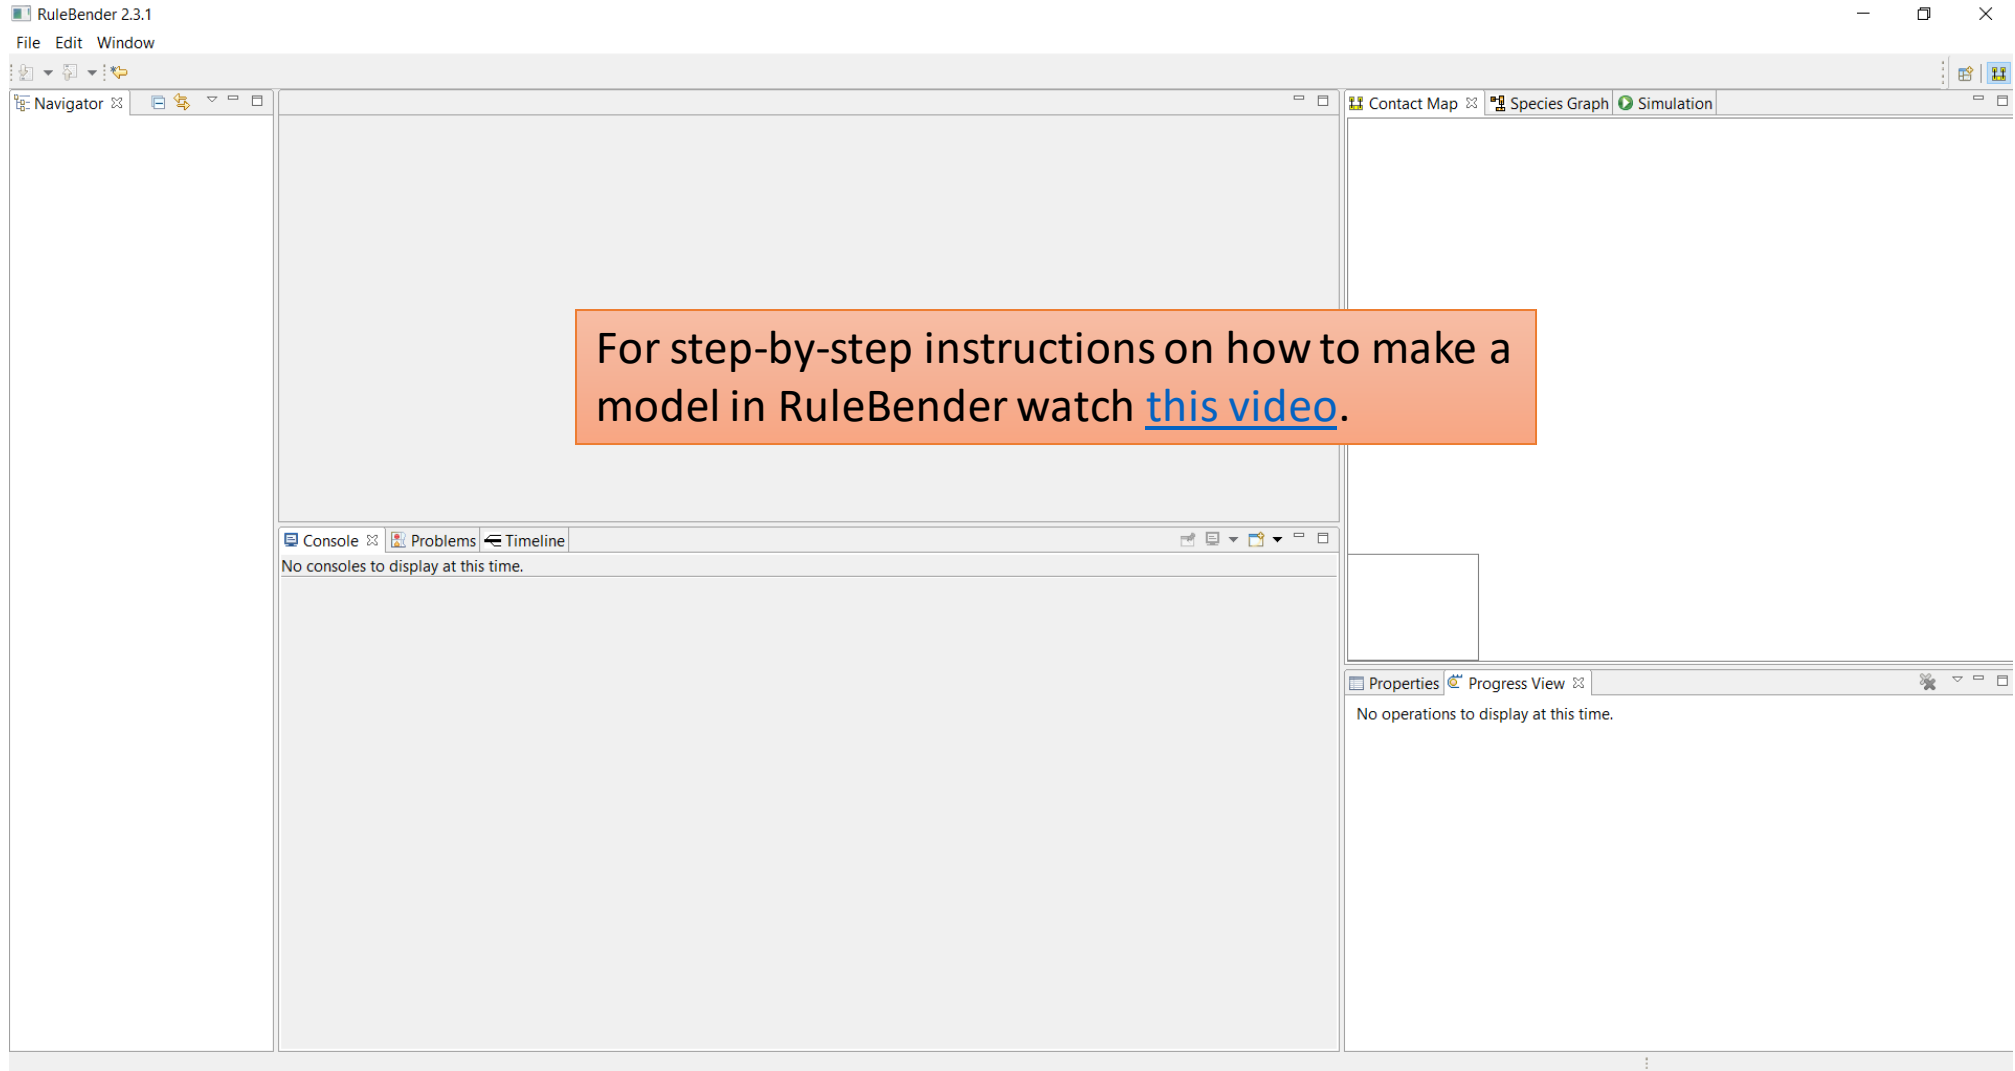 RuleBender 2.3.1
File Edit Window
Navigator
Contact Map Species Graph Simulation
For step-by-step instructions on how to make a
model in RuleBender watch this video.
Console Problems Timeline
No consoles to display at this time.
Properties Progress View
No operations to display at this time.